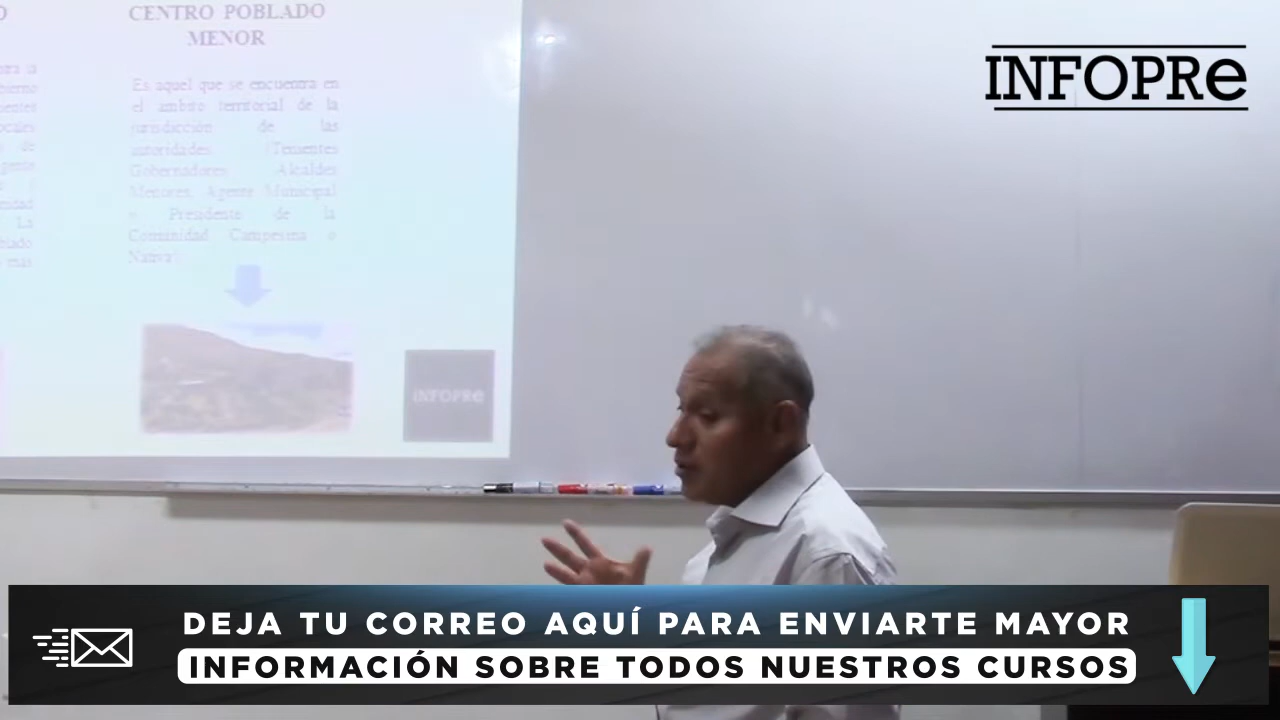 CENTRO POBLADO
MENOR
Es aquel que se encuentra en
el ámbito territorial de la
jurisdicción de las
autoridades (Tenientes
Gobernadores, Alcaldes
Menores, Agente Municipal
o Presidente de la
Comunidad Campesina o
Nativa)
INFOPRe
INFOPRe
DEJA TU CORREO AQUÍ PARA ENVIARTE MAYOR
INFORMACIÓN SOBRE TODOS NUESTROS CURSOS